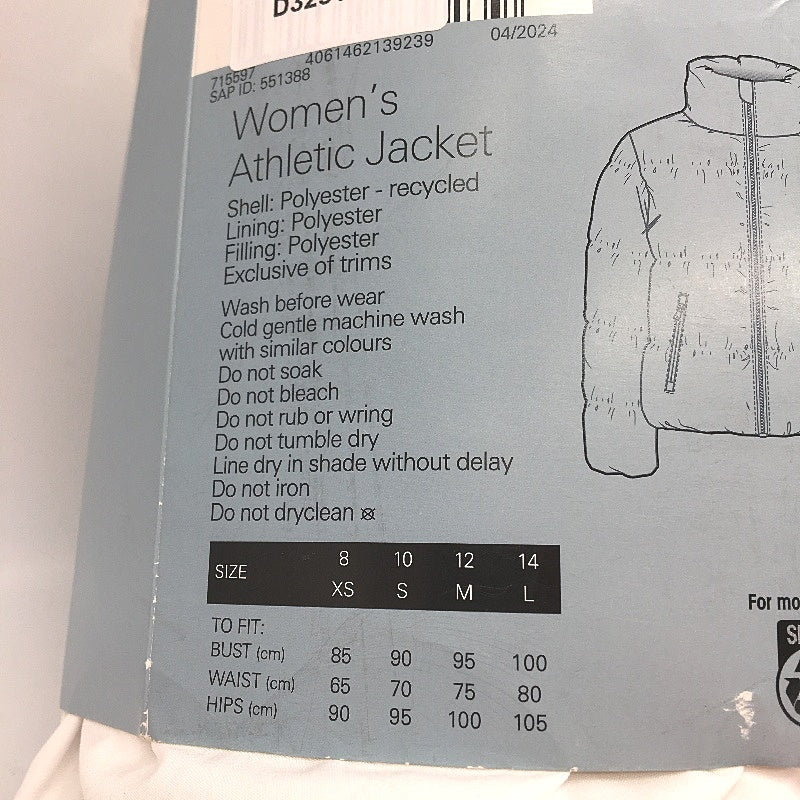 D325
715597 4061462139239 04/2024
SAP ID: 551388
Women's
Athletic Jacket
Shell: Polyester - recycled
Lining: Polyester
Filling: Polyester
Exclusive of trims
Wash before wear
Cold gentle machine wash
with similar colours
Do not soak
Do not bleach
Do not rub or wring
Do not tumble dry
Line dry in shade without delay
Do not iron
Do not dryclean
SIZE 8 10 12 14
XS S M L
TO FIT:
BUST (cm) 85 90 95 100
WAIST (cm) 65 70 75 80
HIPS (cm) 90 95 100 105
For mo